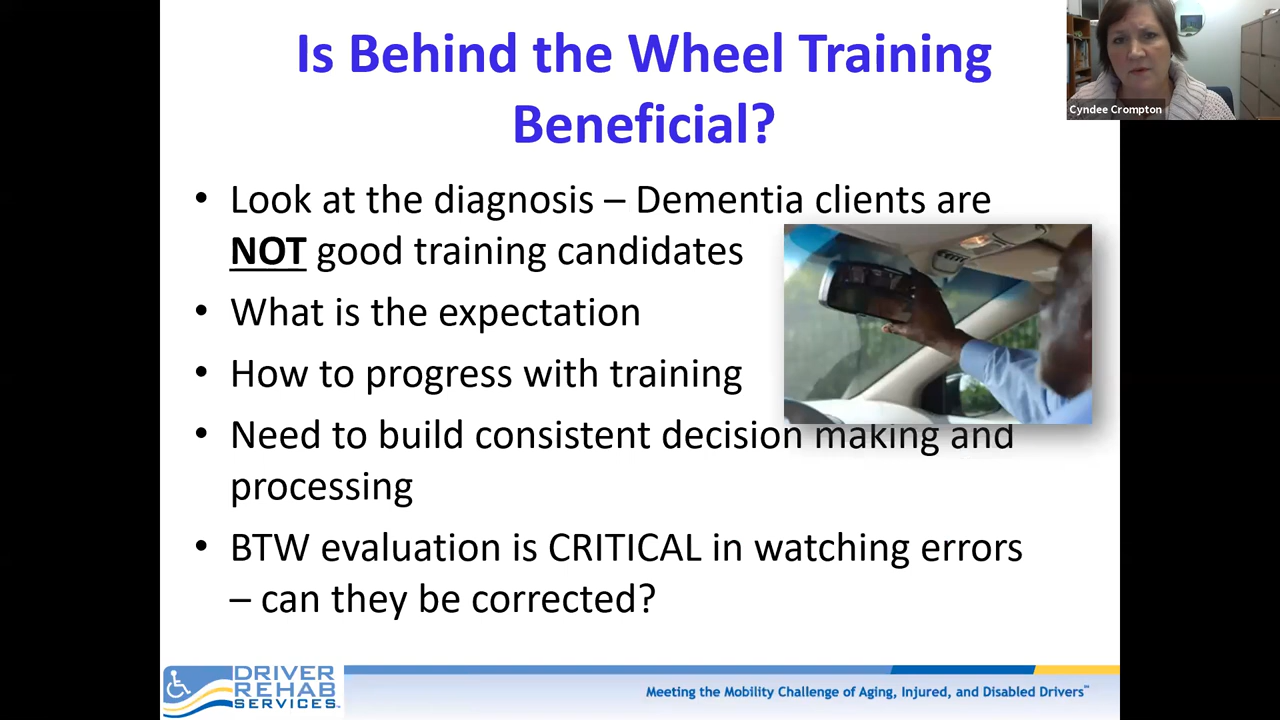 Is Behind the Wheel Training
Beneficial?
Cyndee Crompton
• Look at the diagnosis – Dementia clients are
NOT good training candidates
• What is the expectation
• How to progress with training
• Need to build consistent decision making and
processing
• BTW evaluation is CRITICAL in watching errors
– can they be corrected?
DRIVER
REHAB
SERVICES™
Meeting the Mobility Challenge of Aging, Injured, and Disabled Drivers™